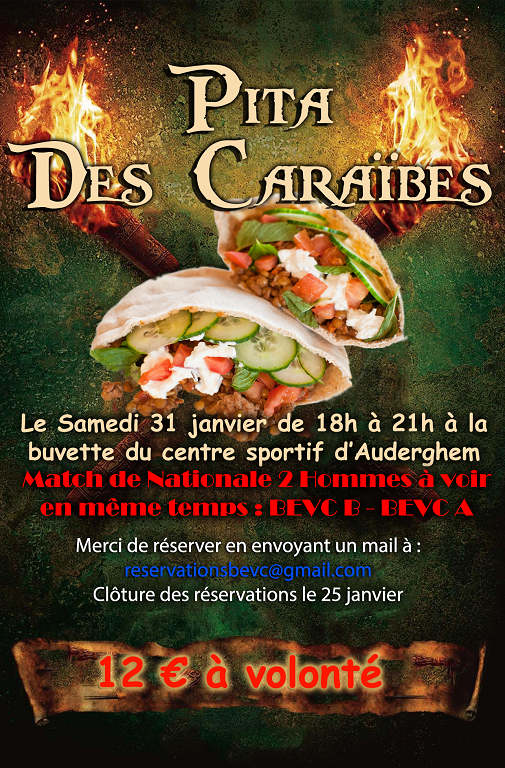 Pita
Des Caraïbes
Le Samedi 31 janvier de 18h à 21h à la
buvette du centre sportif d'Auderghem
Match de Nationale 2 Hommes à voir
en même temps : BEVC B - BEVC A
Merci de réserver en envoyant un mail à :
reservationsbevc@gmail.com
Clôture des réservations le 25 janvier
12 € à volonté